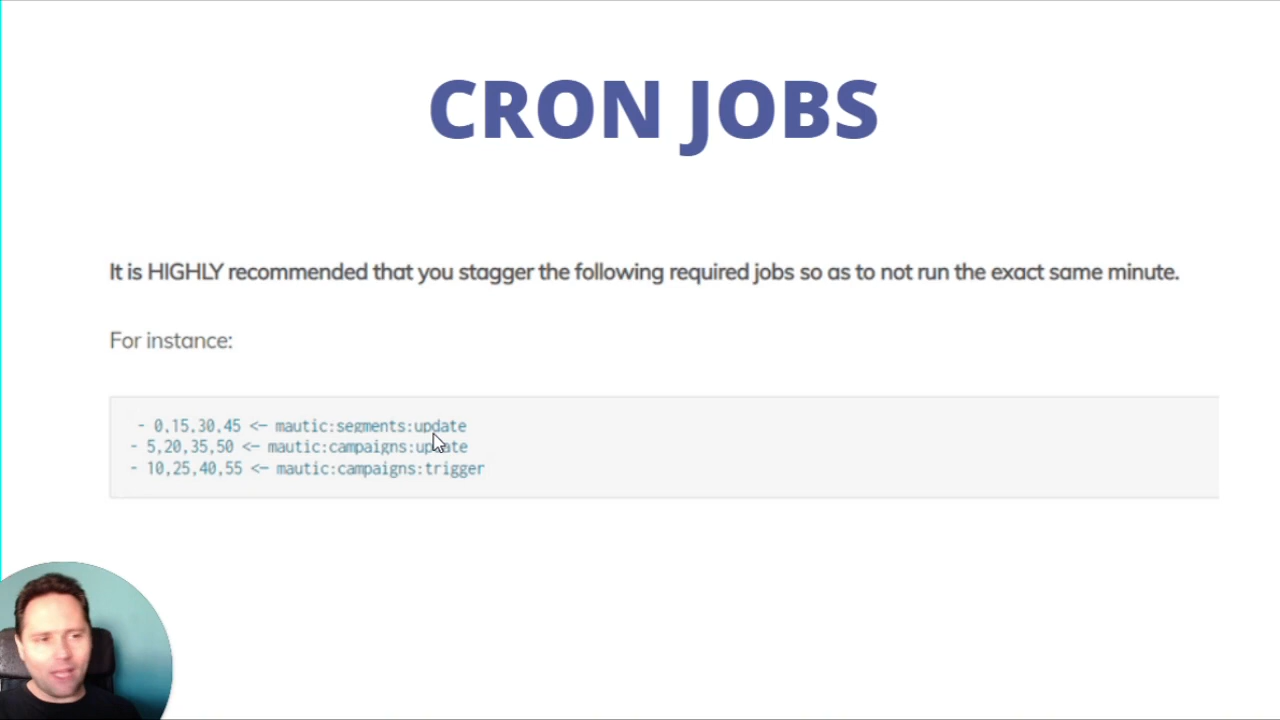 CRON JOBS
It is HIGHLY recommended that you stagger the following required jobs so as to not run the exact same minute.
For instance:
- 0,15,30,45 <- mautic:segments:update
- 5,20,35,50 <- mautic:campaigns:update
- 10,25,40,55 <- mautic:campaigns:trigger